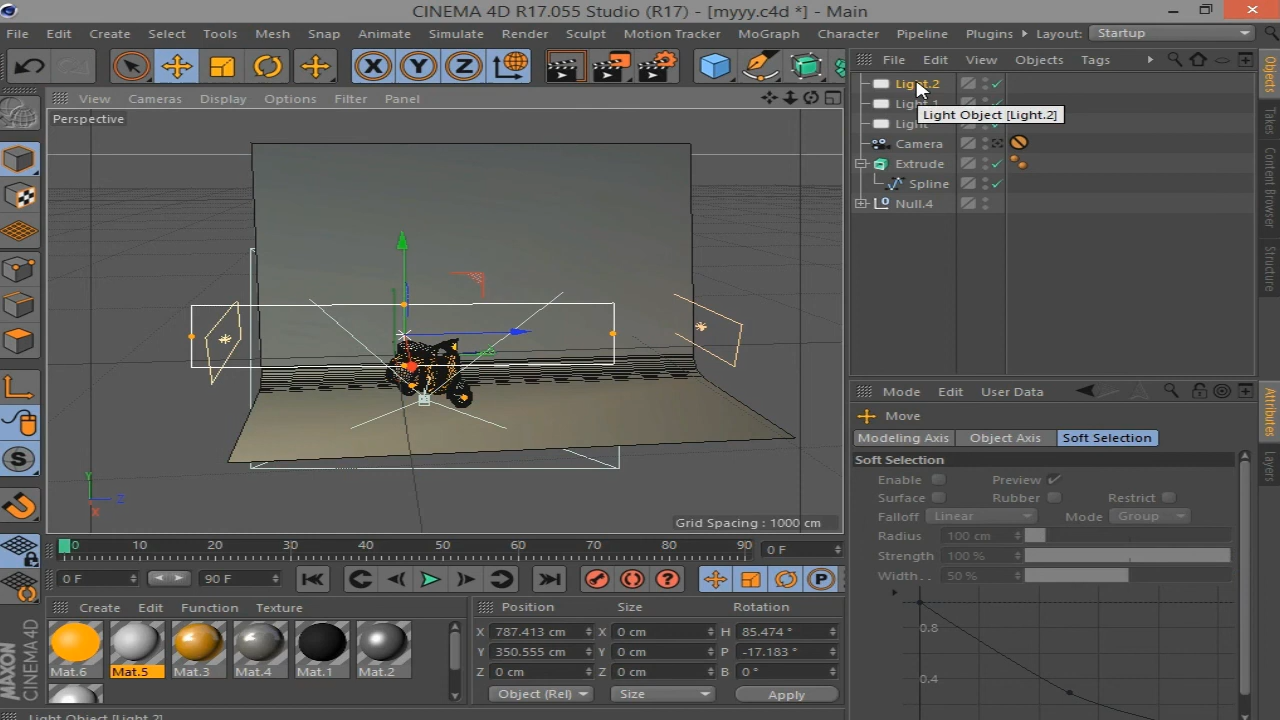 CINEMA 4D R17.055 Studio (R17) - [myyy.c4d *] - Main
File Edit Create Select Tools Mesh Snap Animate Simulate Render Sculpt Motion Tracker MoGraph Character Pipeline Plugins Layout: Startup
File Edit View Objects Tags
View Cameras Display Options Filter Panel
Perspective
Light.2
Light.1
Light Object [Light.2]
Light
Camera
Extrude
Spline
Null.4
Objects
Takes
Content Browser
Structure
Y
Z
X
Grid Spacing : 1000 cm
Mode Edit User Data
Move
Modeling Axis Object Axis Soft Selection
Soft Selection
Enable Preview
Surface Rubber Restrict
Falloff Linear Mode Group
Radius 100 cm
Strength 100 %
Width . . 50 %
0.8
0.4
Attributes
Layers
0 10 20 30 40 50 60 70 80 90 0 F
0 F 90 F
Create Edit Function Texture
Mat.6 Mat.5 Mat.3 Mat.4 Mat.1 Mat.2
Position Size Rotation
X 787.413 cm X 0 cm H 85.474 °
Y 350.555 cm Y 0 cm P -17.183 °
Z 0 cm Z 0 cm B 0 °
Object (Rel) Size Apply
MAXON
CINEMA 4D
Light Object [Light.2]